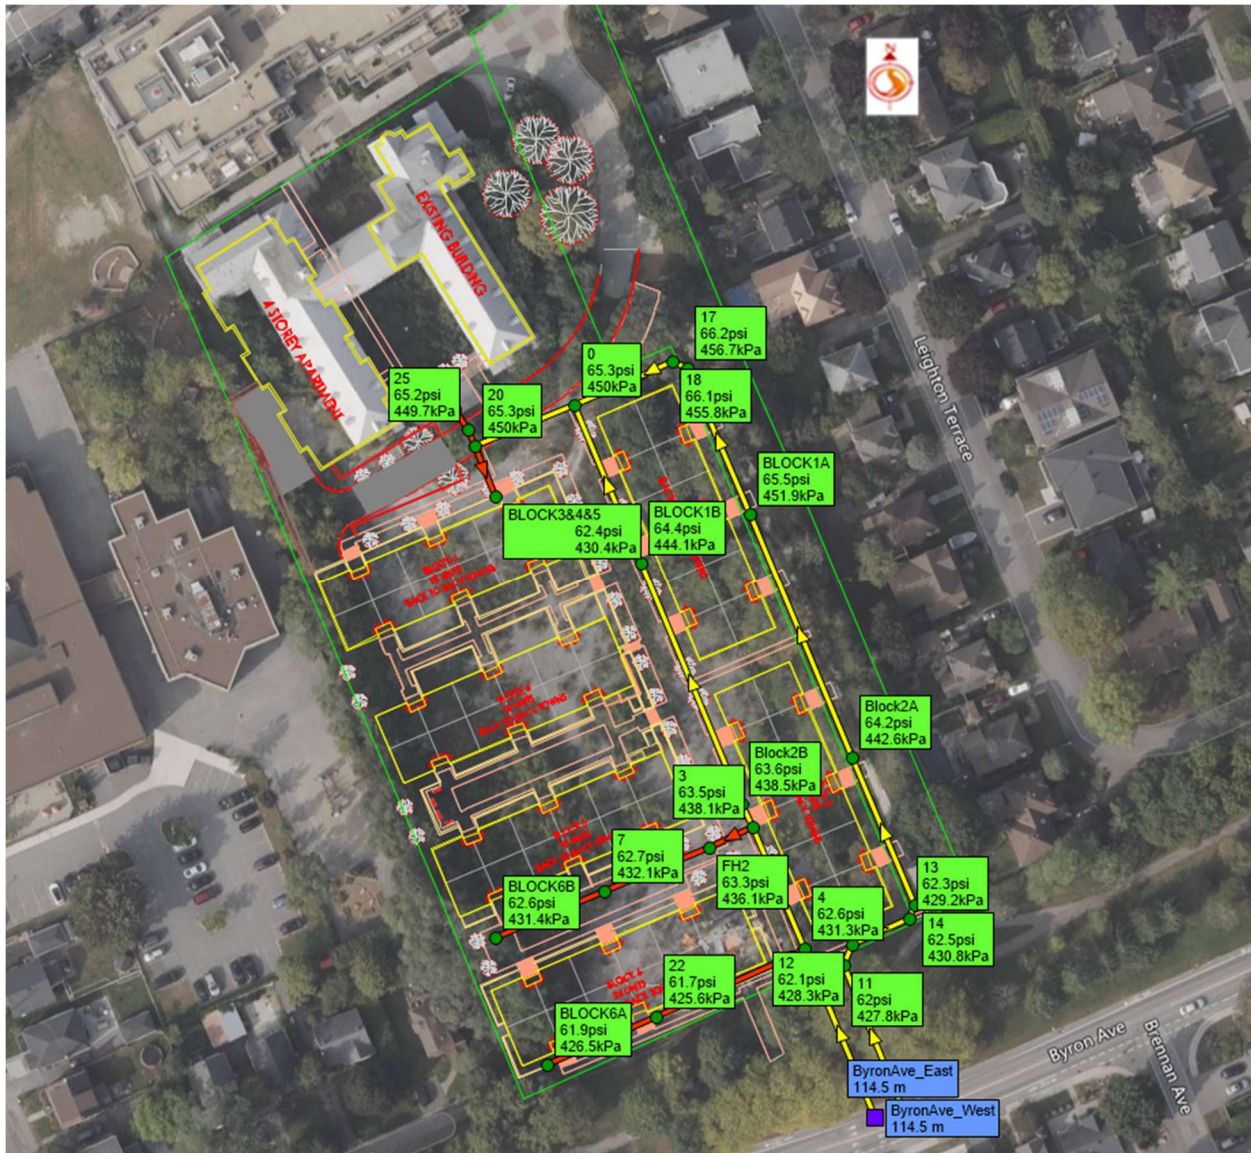 N
EXISTING BUILDING
4 STOREY APARTMENT
17
66.2psi
456.7kPa
0
65.3psi
450kPa
18
66.1psi
455.8kPa
25
65.2psi
449.7kPa
20
65.3psi
450kPa
Leighton Terrace
BLOCK1A
65.5psi
451.9kPa
BLOCK3&4&5
62.4psi
430.4kPa
BLOCK1B
64.4psi
444.1kPa
Block2A
64.2psi
442.6kPa
Block2B
63.6psi
438.5kPa
3
63.5psi
438.1kPa
7
62.7psi
432.1kPa
FH2
63.3psi
436.1kPa
BLOCK6B
62.6psi
431.4kPa
4
62.6psi
431.3kPa
13
62.3psi
429.2kPa
14
62.5psi
430.8kPa
12
62.1psi
428.3kPa
22
61.7psi
425.6kPa
11
62psi
427.8kPa
BLOCK6A
61.9psi
426.5kPa
Byron Ave
Brennan Ave
ByronAve_East
114.5 m
ByronAve_West
114.5 m